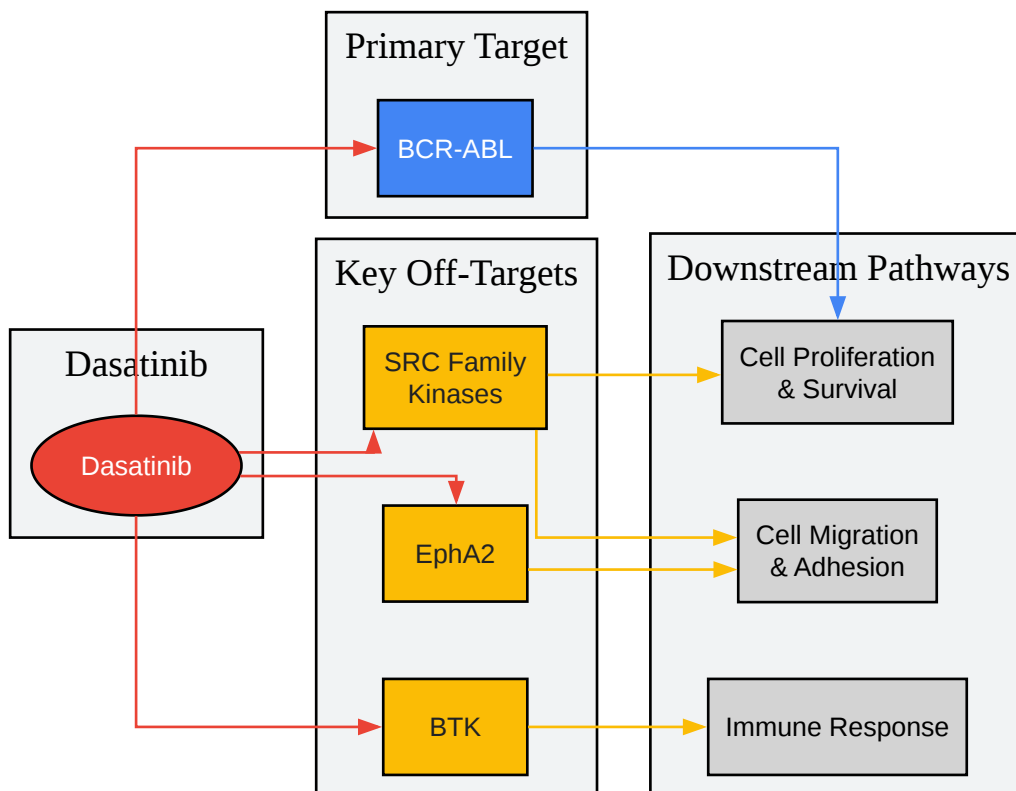 Primary Target
BCR-ABL
Key Off-Targets
Downstream Pathways
Dasatinib
SRC Family
Kinases
Cell Proliferation
& Survival
Dasatinib
EphA2
Cell Migration
& Adhesion
BTK
Immune Response